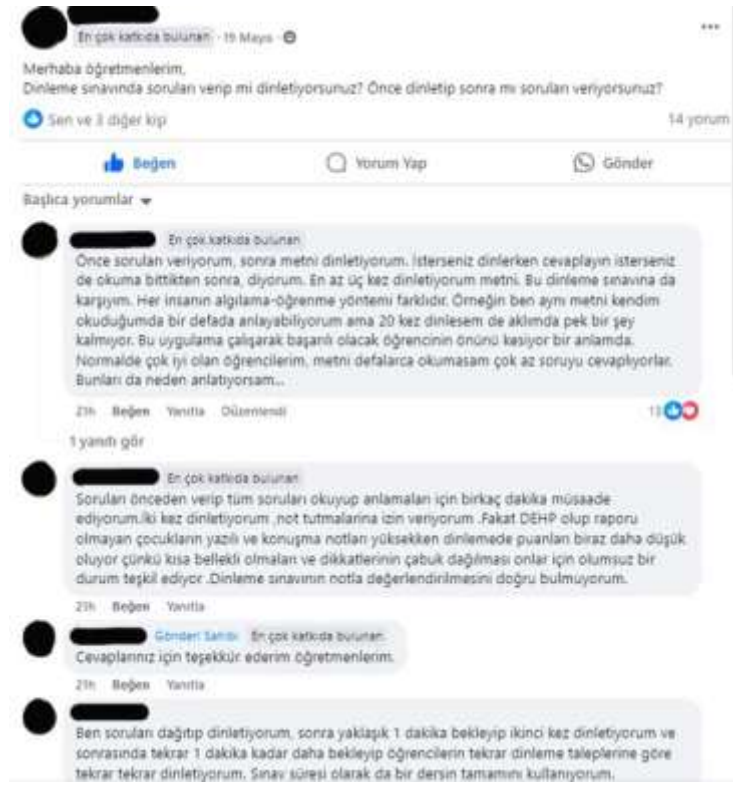 En çok katkıda bulunan · 19 Mayıs ·
Merhaba öğretmenlerim,
Dinleme sınavında soruları verip mi dinletiyorsunuz? Önce dinletip sonra mı soruları veriyorsunuz?
Sen ve 3 diğer kişi 14 yorum
Beğen Yorum Yap Gönder
Başlıca yorumlar
En çok katkıda bulunan
Önce soruları veriyorum, sonra metni dinletiyorum. İsterseniz dinlerken cevaplayın isterseniz
de okuma bittikten sonra, diyorum. En az üç kez dinletiyorum metni. Bu dinleme sınavına da
karşıyım. Her insanın algılama-öğrenme yöntemi farklıdır. Örneğin ben aynı metni kendim
okuduğumda bir defada anlayabiliyorum ama 20 kez dinlesem de aklımda pek bir şey
kalmıyor. Bu uygulama çalışarak başarılı olacak öğrencinin önünü kesiyor bir anlamda.
Normalde çok iyi olan öğrencilerim, metni defalarca okumasam çok az soruyu cevaplıyorlar.
Bunları da neden anlatıyorsam...
21h Beğen Yanıtla Düzenlendi 13
1 yanıtı gör
En çok katkıda bulunan
Soruları önceden verip tüm soruları okuyup anlamaları için birkaç dakika müsaade
ediyorum.İki kez dinletiyorum ,not tutmalarına izin veriyorum .Fakat DEHP olup raporu
olmayan çocukların yazılı ve konuşma notları yüksekken dinlemede puanları biraz daha düşük
oluyor çünkü kısa bellekli olmaları ve dikkatlerinin çabuk dağılması onlar için olumsuz bir
durum teşkil ediyor .Dinleme sınavının notla değerlendirilmesini doğru bulmuyorum.
21h Beğen Yanıtla
Gönderi Sahibi En çok katkıda bulunan
Cevaplarınız için teşekkür ederim öğretmenlerim.
21h Beğen Yanıtla
Ben soruları dağıtıp dinletiyorum, sonra yaklaşık 1 dakika bekleyip ikinci kez dinletiyorum ve
sonrasında tekrar 1 dakika kadar daha bekleyip öğrencilerin tekrar dinleme taleplerine göre
tekrar tekrar dinletiyorum. Sınav süresi olarak da bir dersin tamamını kullanıyorum.